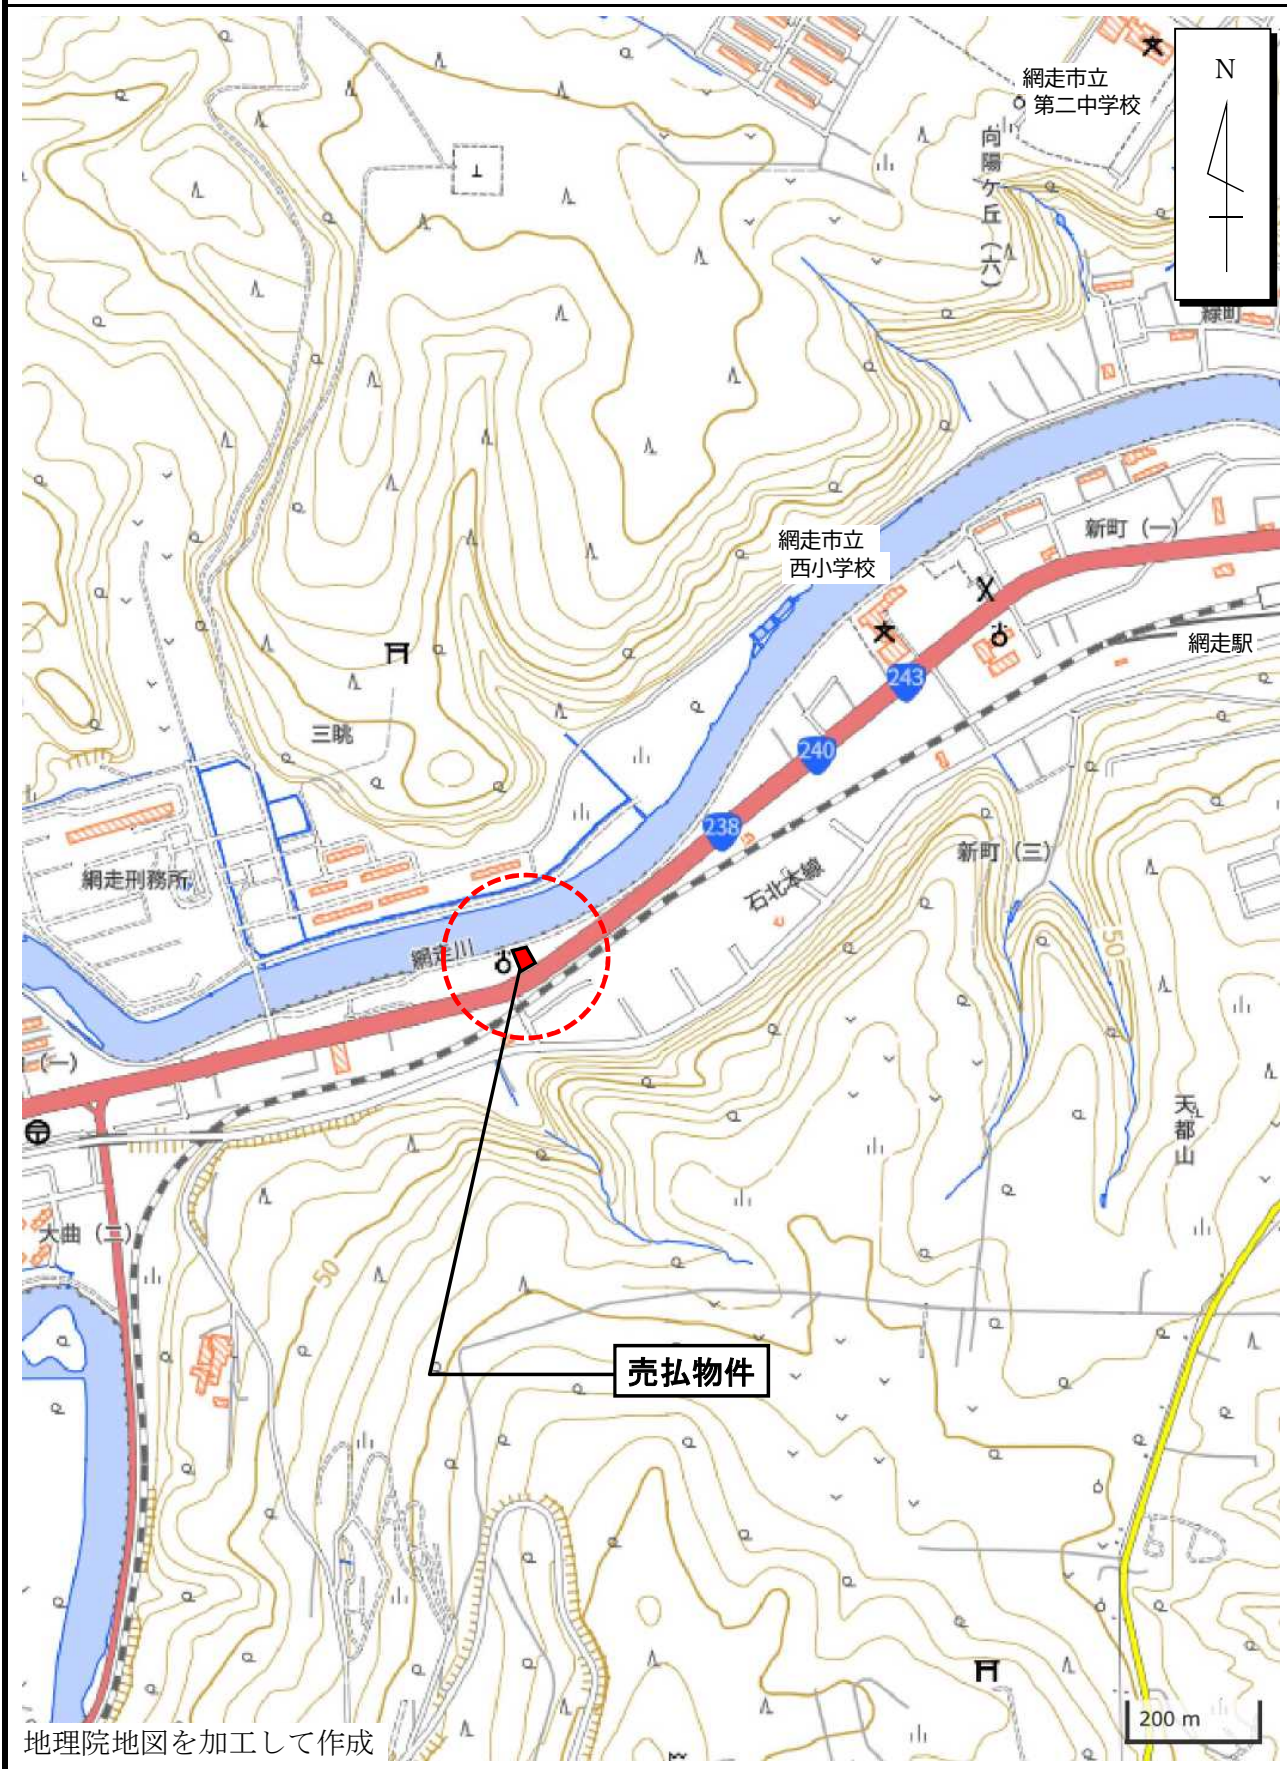 網走市立
第二中学校
N
向陽ヶ丘（六）
緑町
網走市立
西小学校
新町（一）
網走駅
243
240
238
三眺
新町（三）
石北本線
網走刑務所
網走川
50
（一）
天都山
大曲（二）
50
売払物件
200 m
地理院地図を加工して作成